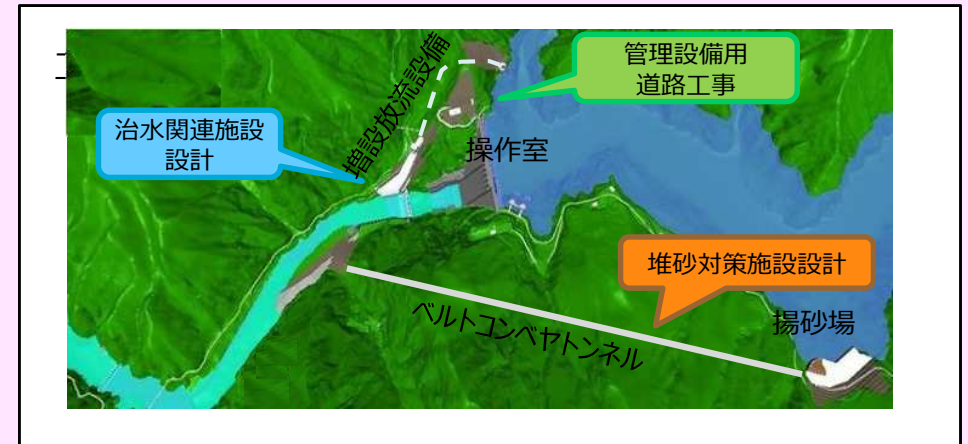 管理設備用
道路工事
増設放流設備
治水関連施設
設計
操作室
堆砂対策施設設計
揚砂場
ベルトコンベヤトンネル